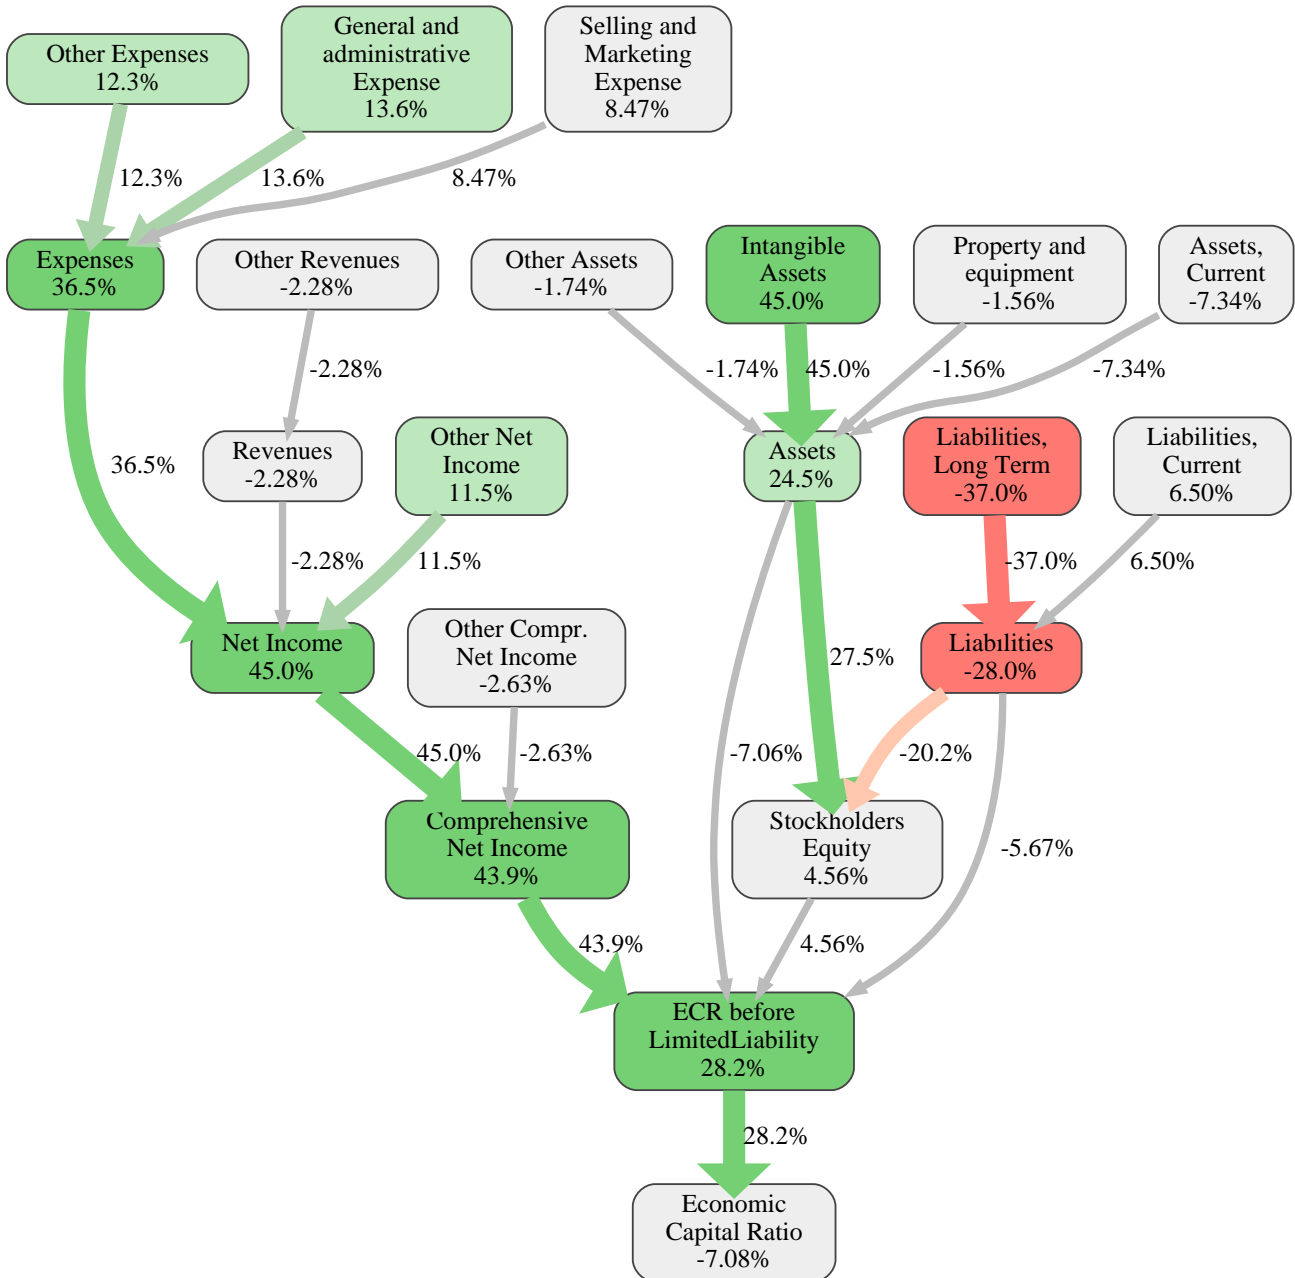 Other Expenses
12.3%
General and
administrative
Expense
13.6%
Selling and
Marketing
Expense
8.47%
12.3%
13.6%
8.47%
Expenses
36.5%
Other Revenues
-2.28%
Other Assets
-1.74%
Intangible
Assets
45.0%
Property and
equipment
-1.56%
Assets,
Current
-7.34%
-2.28%
-1.74%
45.0%
-1.56%
-7.34%
36.5%
Revenues
-2.28%
Other Net
Income
11.5%
Assets
24.5%
Liabilities,
Long Term
-37.0%
Liabilities,
Current
6.50%
-2.28%
11.5%
-37.0%
6.50%
Net Income
45.0%
Other Compr.
Net Income
-2.63%
27.5%
Liabilities
-28.0%
45.0%
-2.63%
-7.06%
-20.2%
Comprehensive
Net Income
43.9%
Stockholders
Equity
4.56%
-5.67%
43.9%
4.56%
ECR before
LimitedLiability
28.2%
28.2%
Economic
Capital Ratio
-7.08%